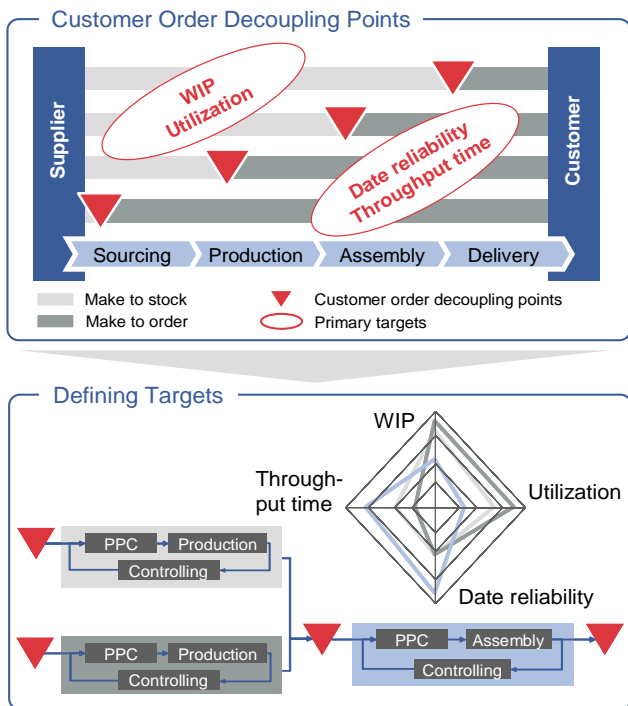 Customer Order Decoupling Points
Supplier
WIP
Utilization
Date reliability
Throughput time
Customer
Sourcing
Production
Assembly
Delivery
Make to stock
Customer order decoupling points
Make to order
Primary targets
Defining Targets
WIP
Through-
put time
Utilization
Date reliability
PPC
Production
Controlling
PPC
Production
Controlling
PPC
Assembly
Controlling